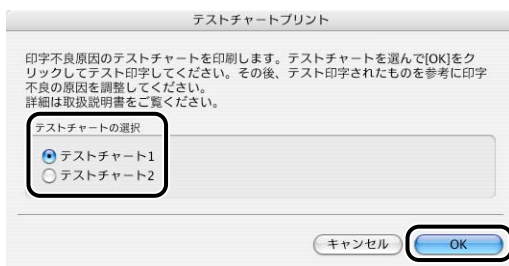 テストチャートプリント
印字不良原因のテストチャートを印刷します。テストチャートを選んで[OK]をク
リックしてテスト印字してください。その後、テスト印字されたものを参考に印字
不良の原因を調整してください。
詳細は取扱説明書をご覧ください。
テストチャートの選択
テストチャート1
テストチャート2
キャンセル
OK